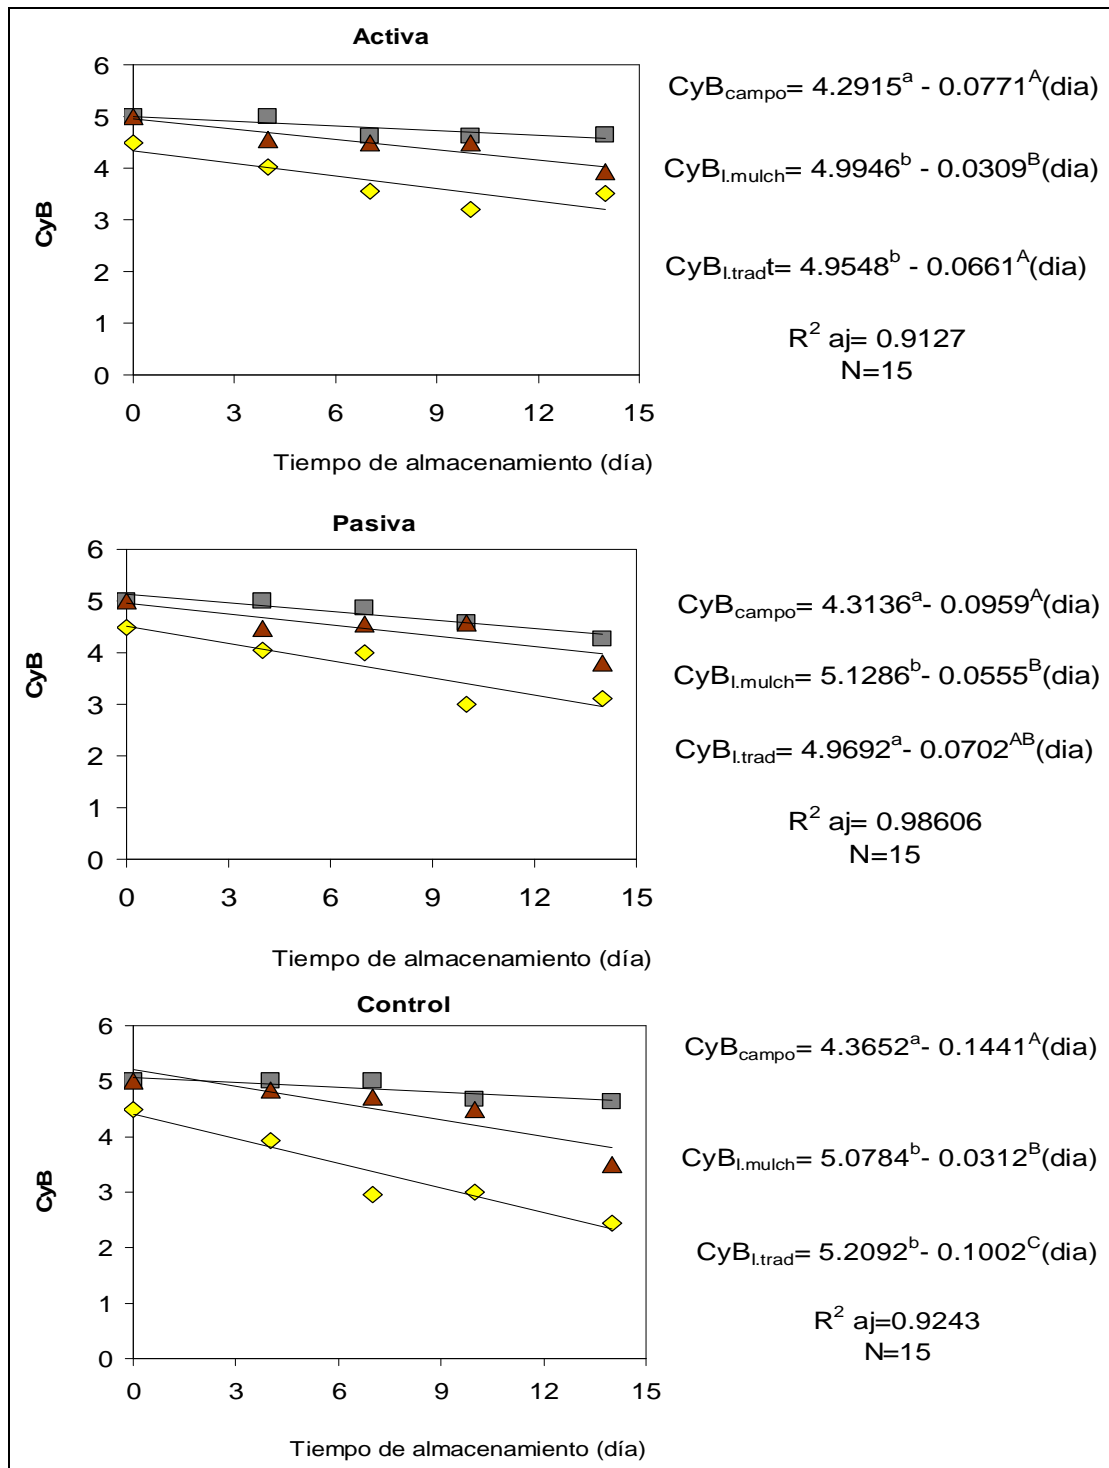 Activa
6
5
4
3
2
1
0
CyB
0 3 6 9 12 15
Tiempo de almacenamiento (día)
CyBcampo= 4.2915a - 0.0771A(dia)
CyBl.mulch= 4.9946b - 0.0309B(dia)
CyBl.tradt= 4.9548b - 0.0661A(dia)
R2 aj= 0.9127
N=15
Pasiva
6
5
4
3
2
1
0
CyB
0 3 6 9 12 15
Tiempo de almacenamiento (día)
CyBcampo= 4.3136a- 0.0959A(dia)
CyBl.mulch= 5.1286b- 0.0555B(dia)
CyBl.trad= 4.9692a- 0.0702AB(dia)
R2 aj= 0.98606
N=15
Control
6
5
4
3
2
1
0
CyB
0 3 6 9 12 15
Tiempo de almacenamiento (día)
CyBcampo= 4.3652a- 0.1441A(dia)
CyBl.mulch= 5.0784b- 0.0312B(dia)
CyBl.trad= 5.2092b- 0.1002C(dia)
R2 aj=0.9243
N=15